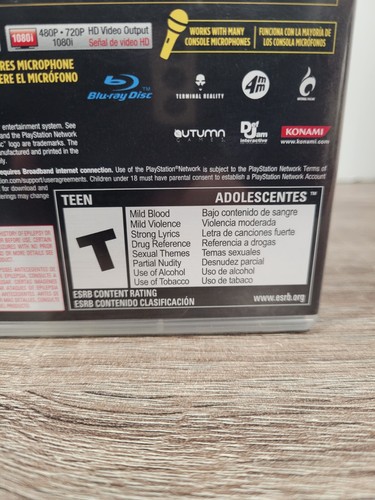 1080i
480P • 720P HD Video Output
1080i Señal de video HD
WORKS WITH MANY
CONSOLE MICROPHONES
FUNCIONA CON LA MAYORÍA DE
LOS CONSOLA MICRÓFONOS
RES MICROPHONE
ERE EL MICRÓFONO
Blu-ray Disc
TERMINAL REALITY
4mm
AUTUMN
GAMES
Def Jam
interactive
KONAMI
www.konami.com
entertainment system. See
and the PlayStation Network
Disc" logo are trademarks. The
manufactured and printed in the
requires Broadband Internet connection. Use of the PlayStation®Network is subject to the PlayStation Network Terms of
.com/support/useragreements. Children under 18 must have parental consent to establish a PlayStation Network Account
for download and
erings may change
TEEN
ADOLESCENTES™
T
Mild Blood
Mild Violence
Strong Lyrics
Drug Reference
Sexual Themes
Partial Nudity
Use of Alcohol
Use of Tobacco
Bajo contenido de sangre
Violencia moderada
Letra de canciones fuerte
Referencia a drogas
Temas sexuales
Desnudez parcial
Uso de alcohol
Uso de tabaco
ESRB CONTENT RATING
ESRB CONTENIDO CLASIFICACIÓN
www.esrb.org